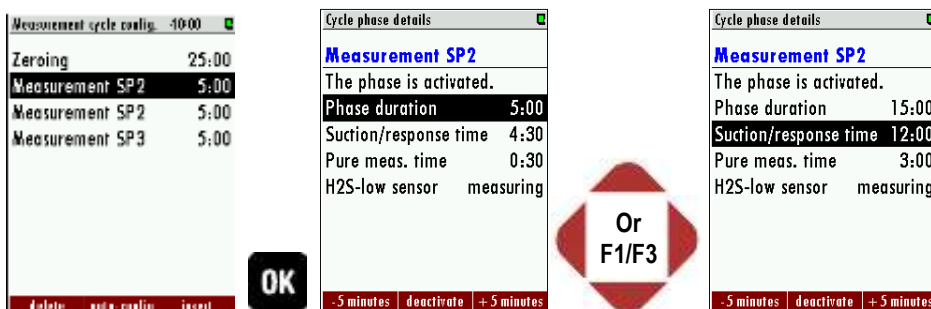 Measurement cycle config. -10:00
Zeroing 25:00
Measurement SP2 5:00
Measurement SP2 5:00
Measurement SP3 5:00
delete auto-config insert
OK
Cycle phase details
Measurement SP2
The phase is activated.
Phase duration 5:00
Suction/response time 4:30
Pure meas. time 0:30
H2S-low sensor measuring
-5 minutes deactivate +5 minutes
Or
F1/F3
Cycle phase details
Measurement SP2
The phase is activated.
Phase duration 15:00
Suction/response time 12:00
Pure meas. time 3:00
H2S-low sensor measuring
-5 minutes deactivate +5 minutes